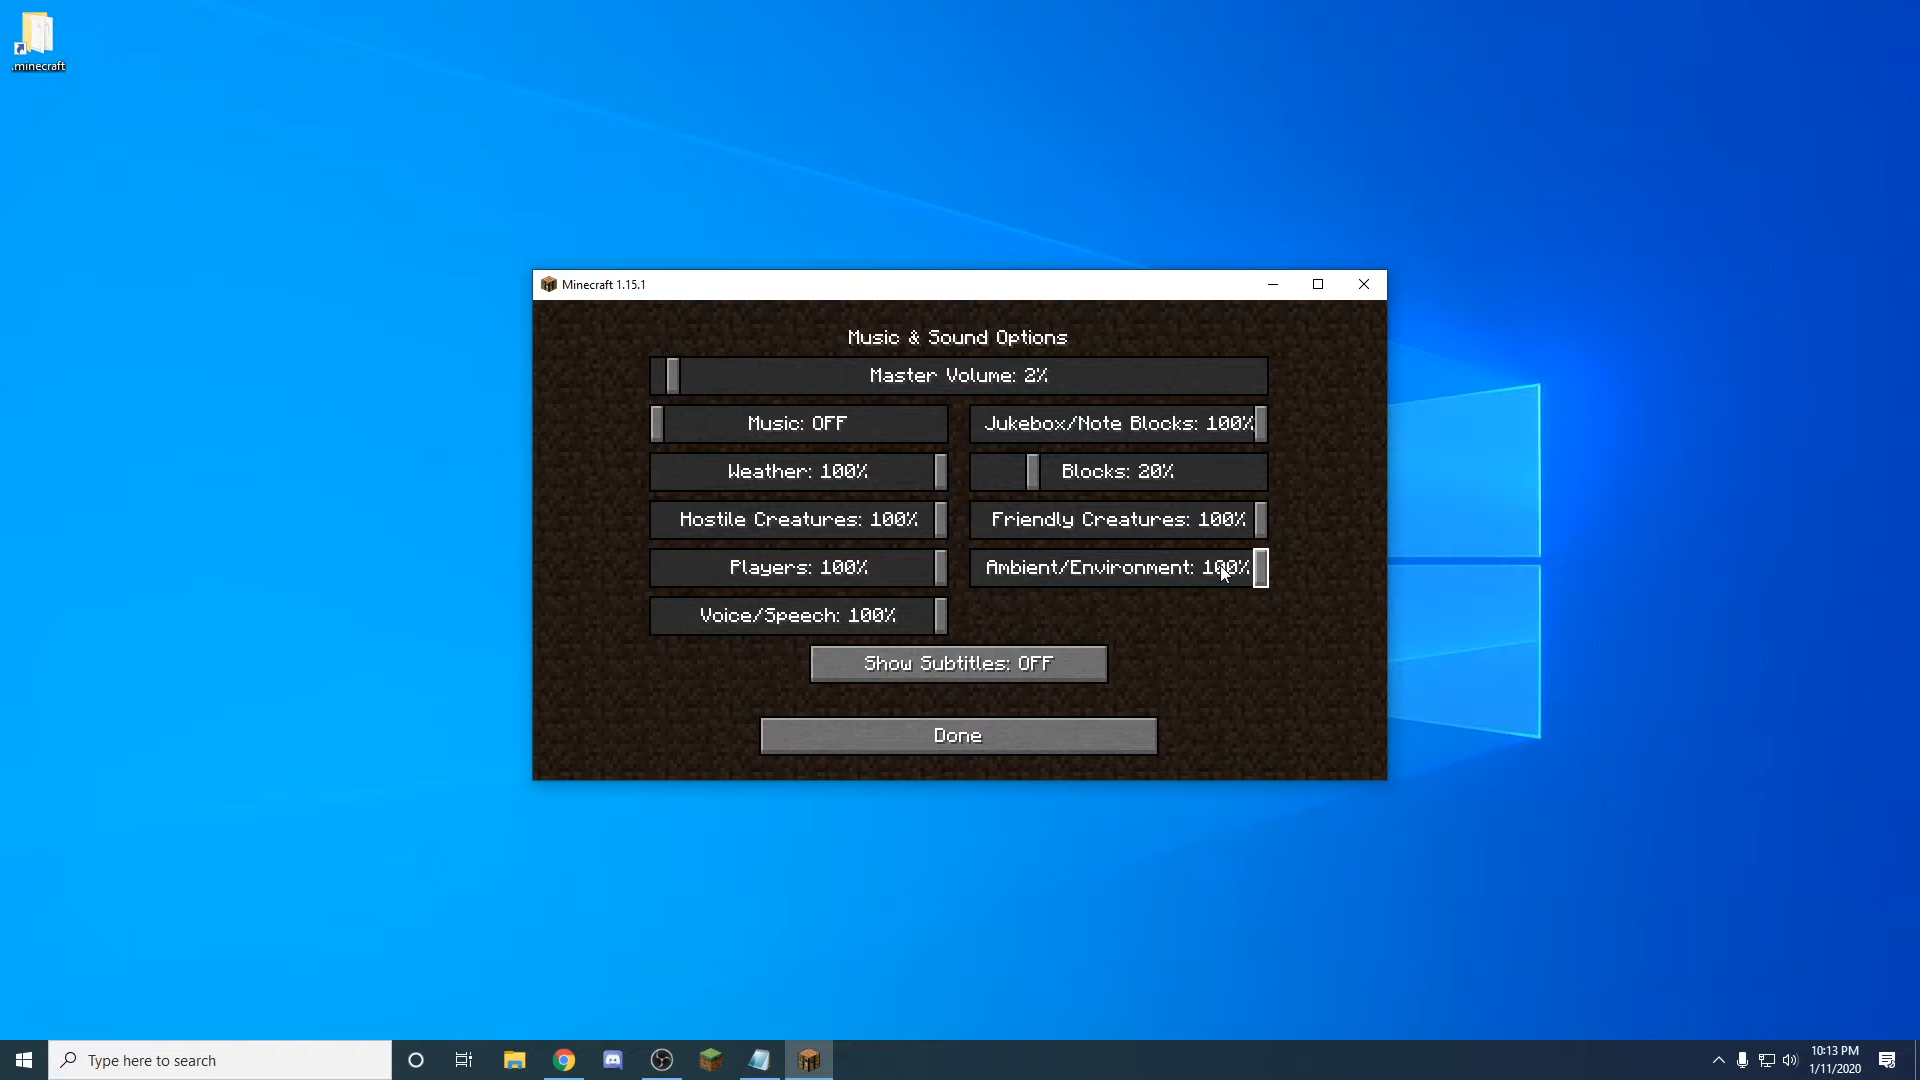 .minecraft
Minecraft 1.15.1
Music & Sound Options
Master Volume: 2%
Music: OFF
Jukebox/Note Blocks: 100%
Weather: 100%
Blocks: 20%
Hostile Creatures: 100%
Friendly Creatures: 100%
Players: 100%
Ambient/Environment: 100%
Voice/Speech: 100%
Show Subtitles: OFF
Done
Type here to search
10:13 PM
1/11/2020